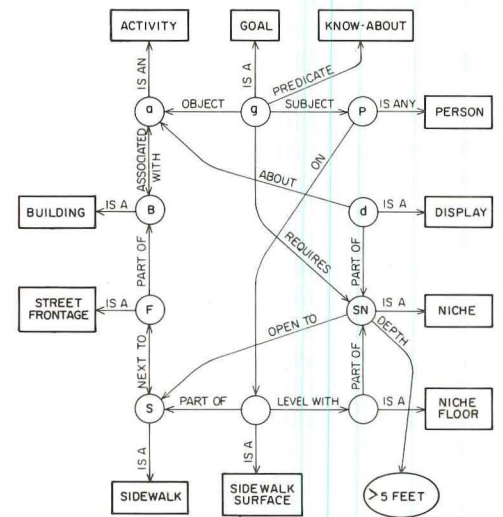 ACTIVITY
GOAL
KNOW-ABOUT
IS AN
IS A
PREDICATE
a
OBJECT
g
SUBJECT
P
IS ANY
PERSON
ASSOCIATED
WITH
ABOUT
ON
BUILDING
IS A
B
d
IS A
DISPLAY
PART OF
REQUIRES
PART OF
STREET
FRONTAGE
IS A
F
SN
IS A
NICHE
NEXT TO
OPEN TO
DEPTH
PART OF
S
PART OF
LEVEL WITH
IS A
NICHE
FLOOR
IS A
IS A
SIDEWALK
SIDEWALK
SURFACE
>5 FEET